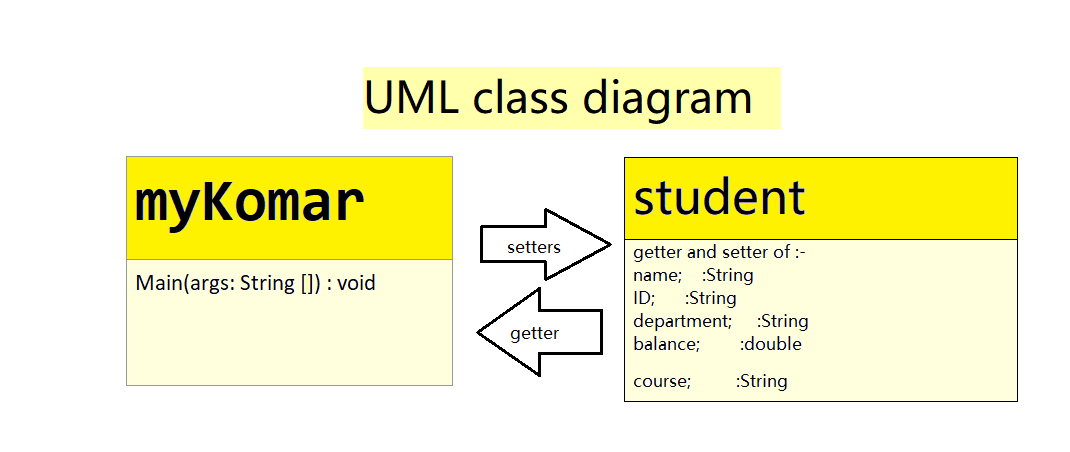 UML class diagram
myKomar
Main(args: String []) : void
setters
getter
student
getter and setter of :-
name; :String
ID; :String
department; :String
balance; :double
course; :String